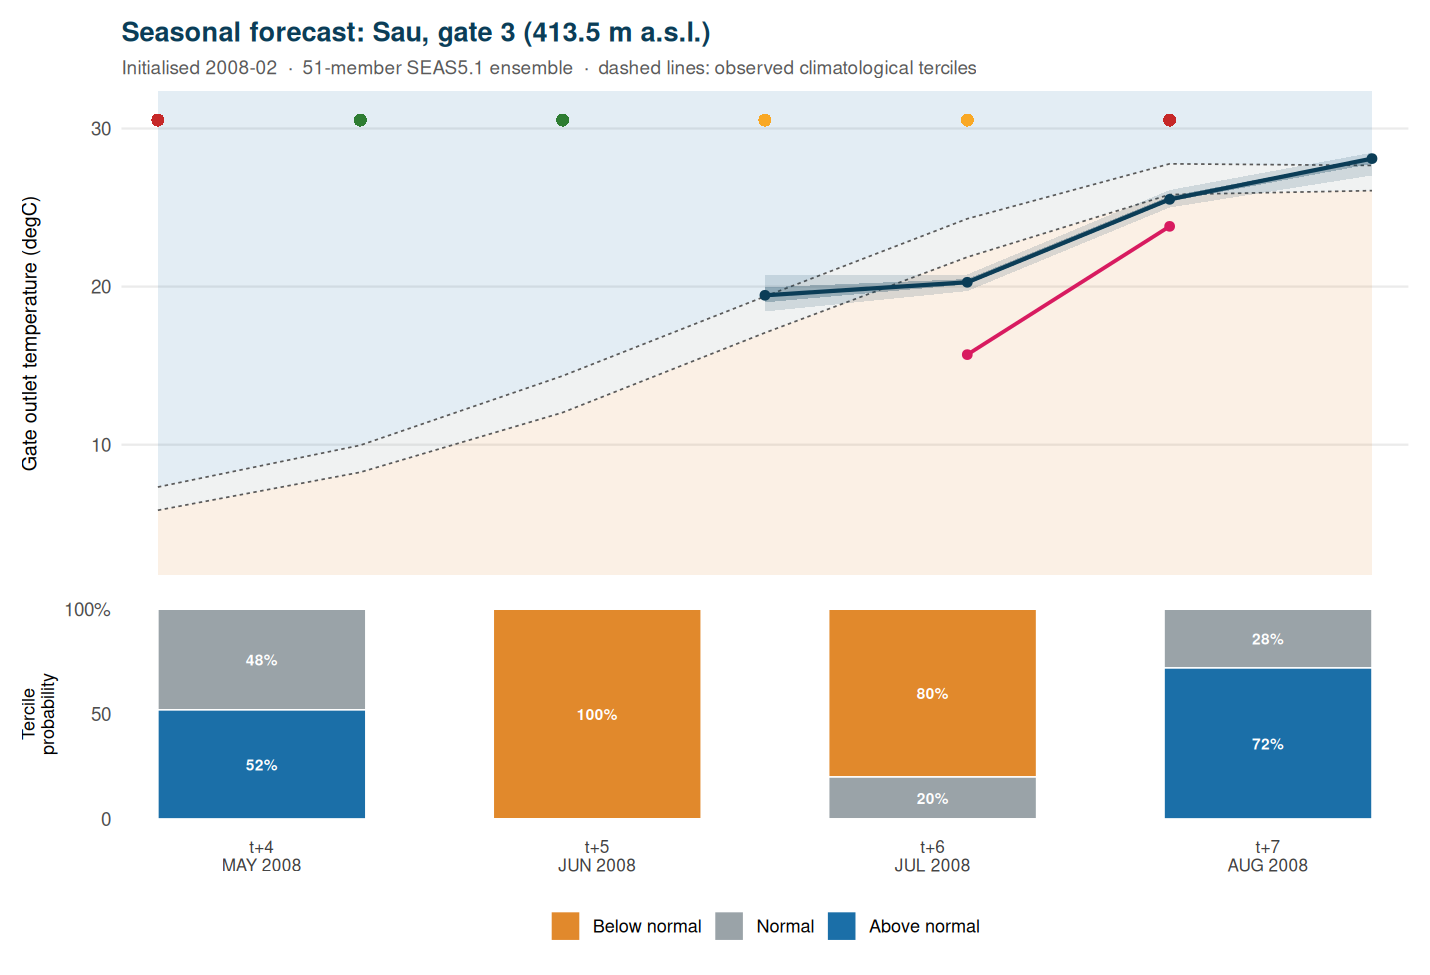 Seasonal forecast: Sau, gate 3 (413.5 m a.s.l.)
Initialised 2008-02 · 51-member SEAS5.1 ensemble · dashed lines: observed climatological terciles
Gate outlet temperature (degC)
30
20
10
Tercile
probability
100%
50
0
48%
52%
100%
80%
20%
28%
72%
t+4
MAY 2008
t+5
JUN 2008
t+6
JUL 2008
t+7
AUG 2008
Below normal
Normal
Above normal